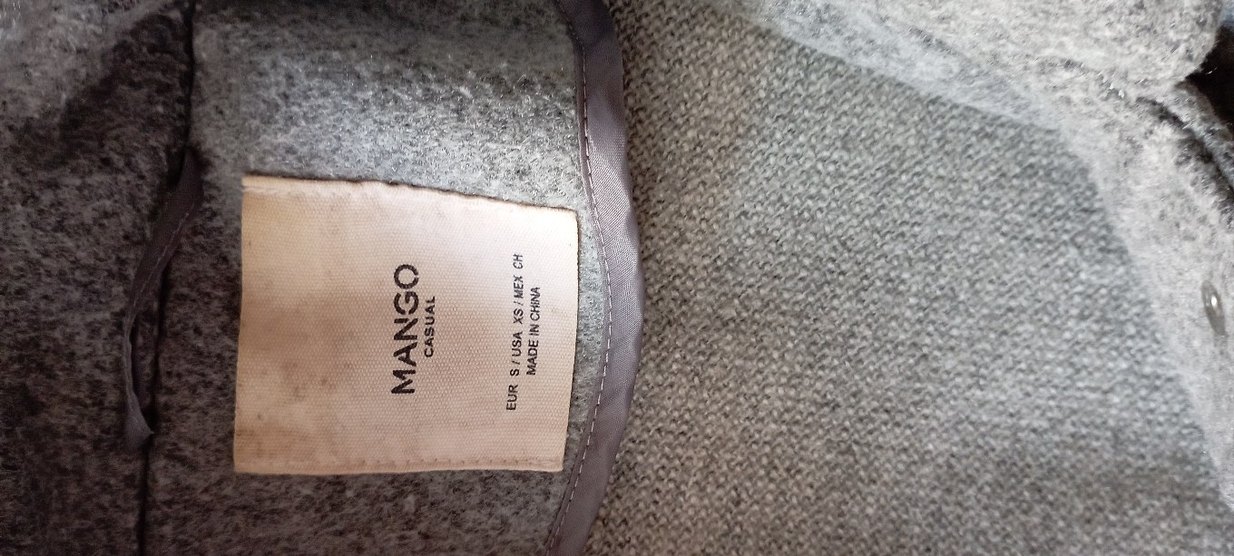 MANGO
CASUAL
EUR S / USA XS / MEX CH
MADE IN CHINA